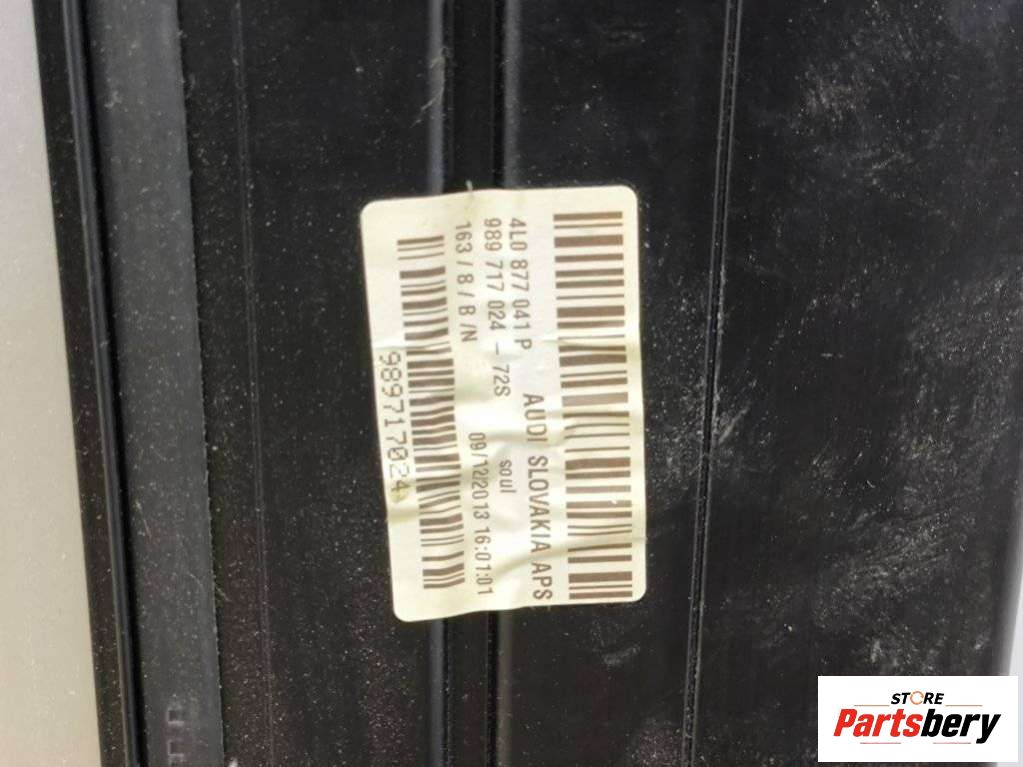 4L0 877 041 P AUDI SLOVAKIA APS
989 717 024 - 72S soul
163 / 8 / B /N 09/12/2013 16:01:01
989717024
STORE
Partsbery